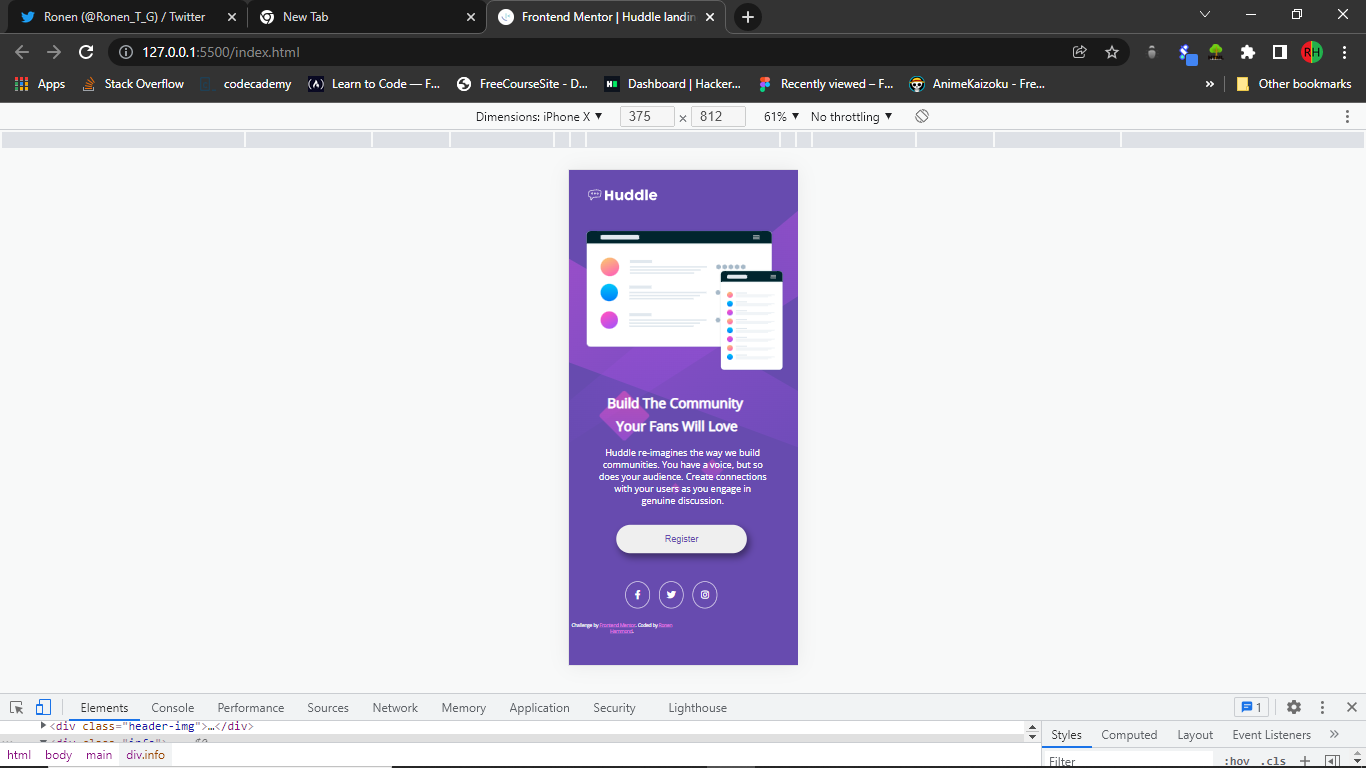 Ronen (@Ronen_T_G) / Twitter
New Tab
Frontend Mentor | Huddle landin
127.0.0.1:5500/index.html
RH
Apps
Stack Overflow
codecademy
Learn to Code — F...
FreeCourseSite - D...
Dashboard | Hacker...
Recently viewed – F...
AnimeKaizoku - Fre...
»
Other bookmarks
Dimensions: iPhone X ▼
375 × 812
61% ▼
No throttling ▼
Huddle
Build The Community
Your Fans Will Love
Huddle re-imagines the way we build
communities. You have a voice, but so
does your audience. Create connections
with your users as you engage in
genuine discussion.
Register
Challenge by Frontend Mentor. Coded by Ronen
Hammond.
Elements
Console
Performance
Sources
Network
Memory
Application
Security
Lighthouse
1
<div class="header-img">…</div>
html
body
main
div.info
Styles
Computed
Layout
Event Listeners
»
Filter
:hov
.cls